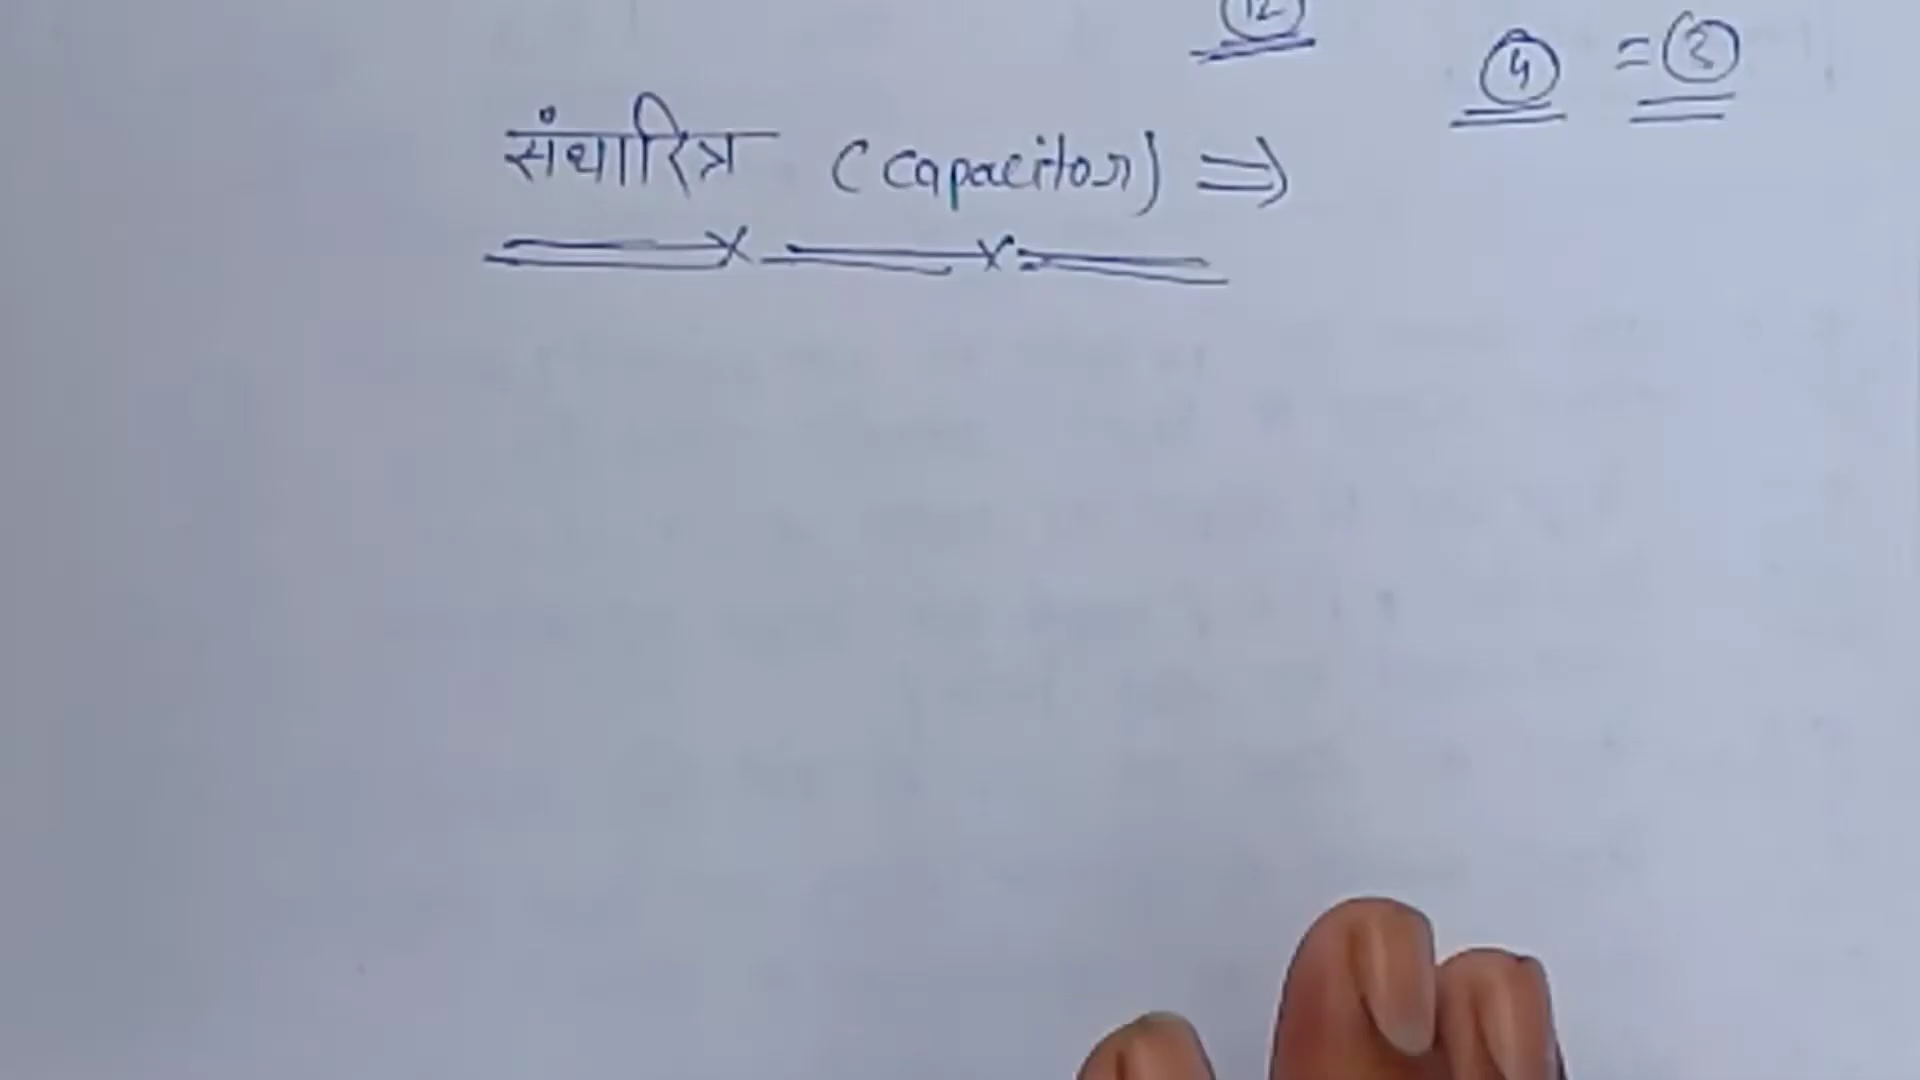 12
4 = 3
संधारित्र (capacitor) ⇒